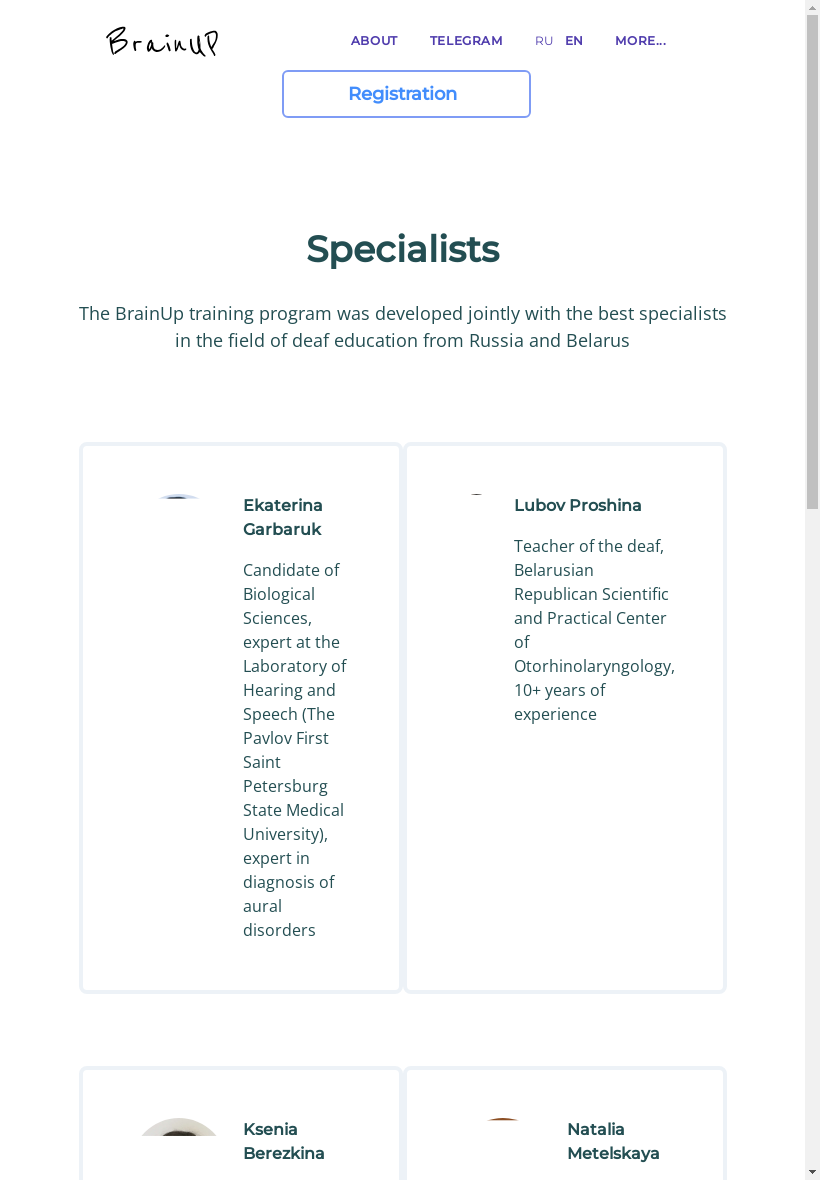 BrainUP
ABOUT TELEGRAM RU EN MORE...
Registration
Specialists
The BrainUp training program was developed jointly with the best specialists
in the field of deaf education from Russia and Belarus
Ekaterina
Garbaruk
Candidate of
Biological
Sciences,
expert at the
Laboratory of
Hearing and
Speech (The
Pavlov First
Saint
Petersburg
State Medical
University),
expert in
diagnosis of
aural
disorders
Lubov Proshina
Teacher of the deaf,
Belarusian
Republican Scientific
and Practical Center
of
Otorhinolaryngology,
10+ years of
experience
Ksenia
Berezkina
Natalia
Metelskaya